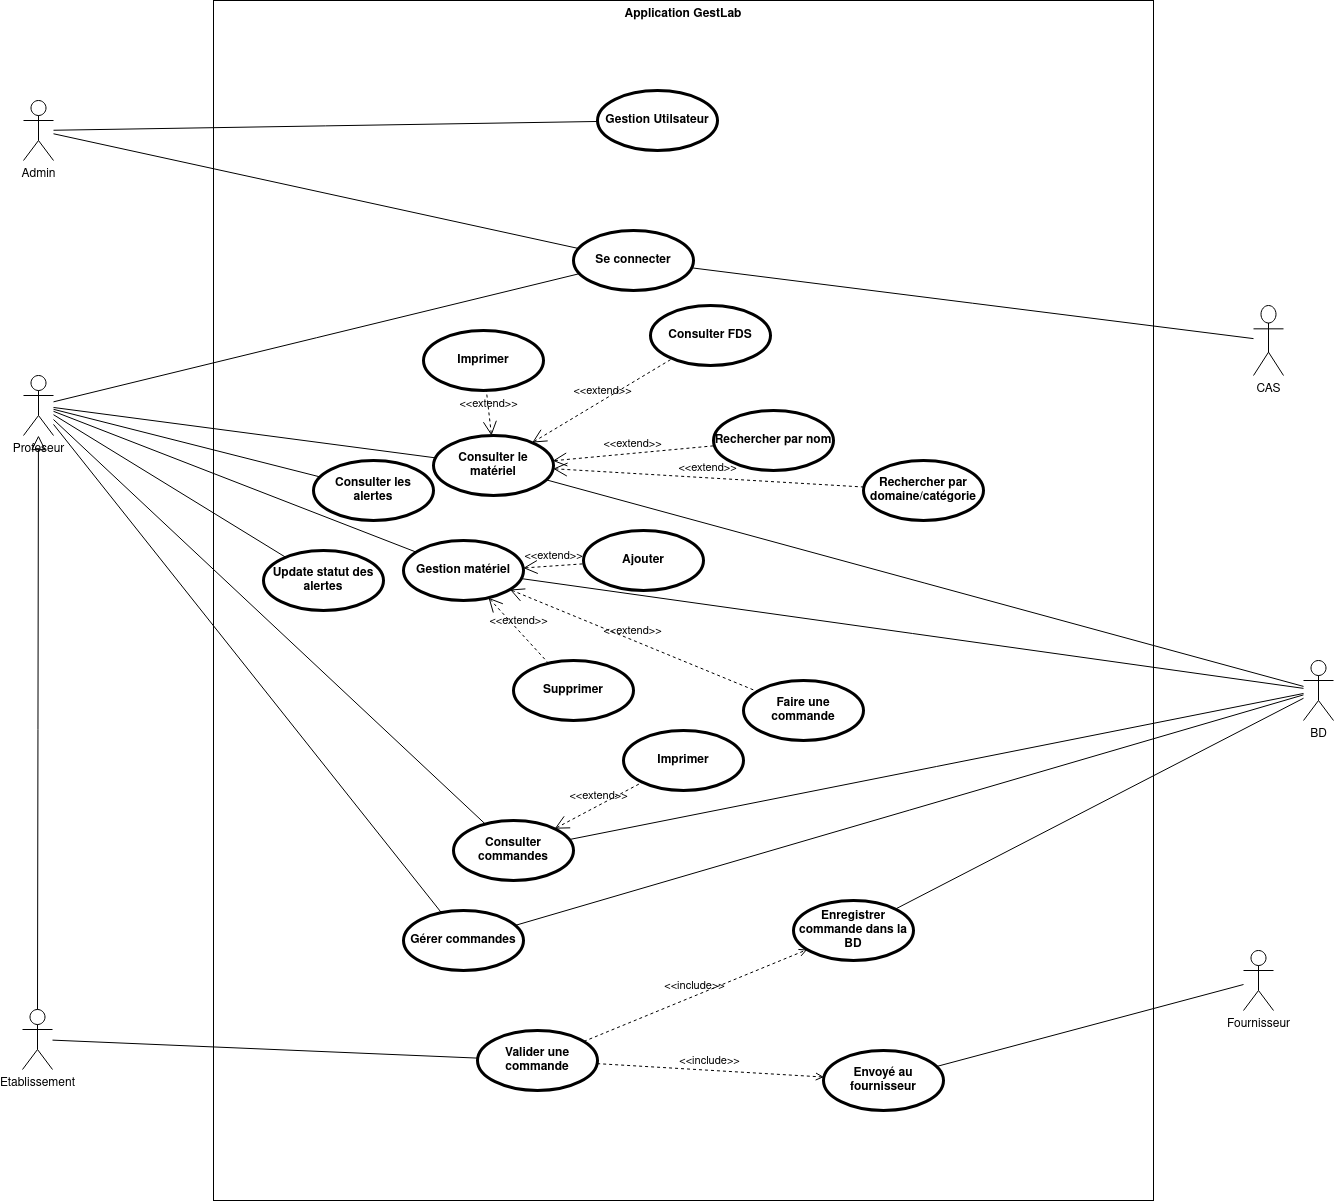 Application GestLab
Gestion Utilsateur
Admin
Se connecter
Consulter FDS
Imprimer
CAS
<<extend>>
<<extend>>
Rechercher par nom
<<extend>>
Profeseur
Consulter le
matériel
<<extend>>
Consulter les
alertes
Rechercher par
domaine/catégorie
<<extend>>
Ajouter
Gestion matériel
Update statut des
alertes
<<extend>>
<<extend>>
Supprimer
Faire une
commande
BD
Imprimer
<<extend>>
Consulter
commandes
Gérer commandes
Enregistrer
commande dans la
BD
<<include>>
Fournisseur
Valider une
commande
<<include>>
Envoyé au
fournisseur
Etablissement